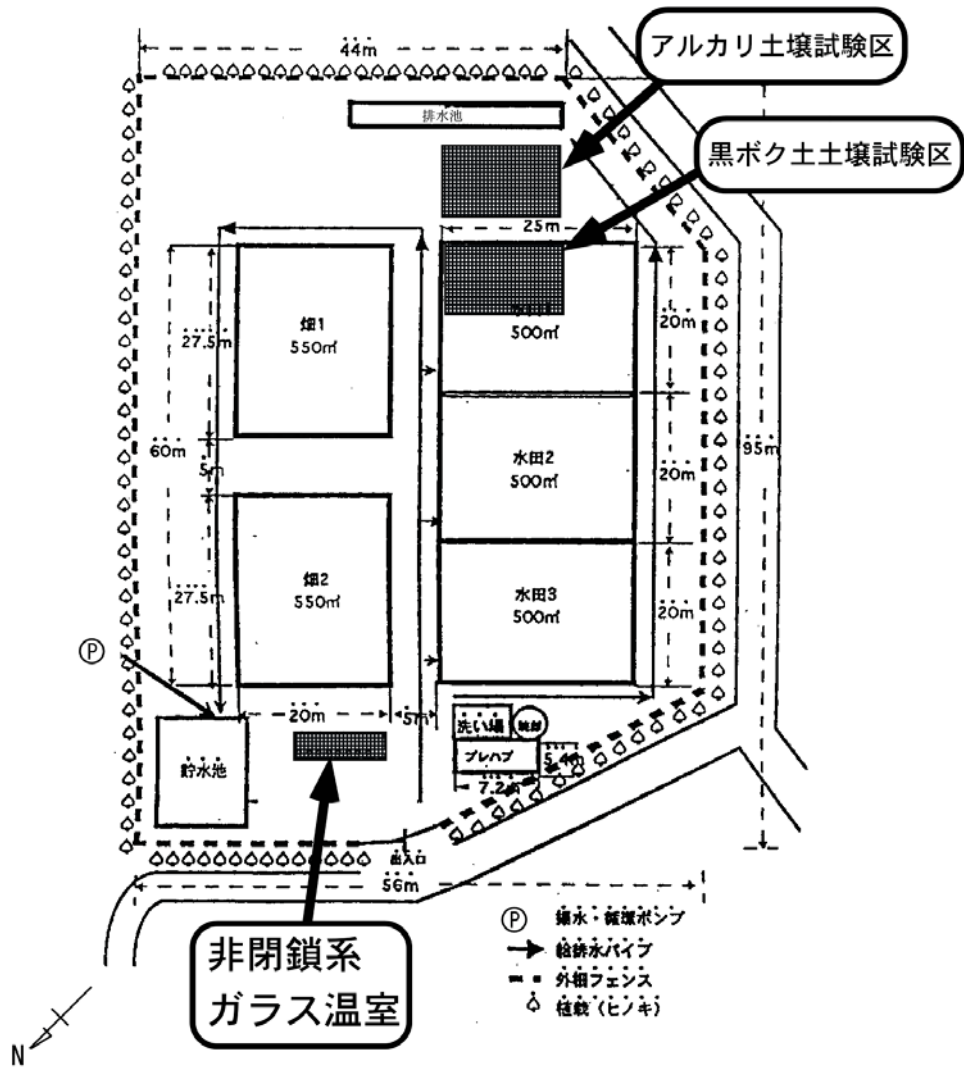 44m
アルカリ土壌試験区
排水池
黒ボク土土壌試験区
25m
畑1
550㎡
27.5m
500㎡
20m
60m
5m
95m
水田2
500㎡
20m
畑2
550㎡
27.5m
水田3
500㎡
20m
Ⓟ
20m
5m
洗い場
プレハブ
5.4m
7.2m
貯水池
出入口
56m
非閉鎖系
ガラス温室
Ⓟ 揚水・灌漑ポンプ
給排水パイプ
外柵フェンス
植栽（ヒノキ）
N